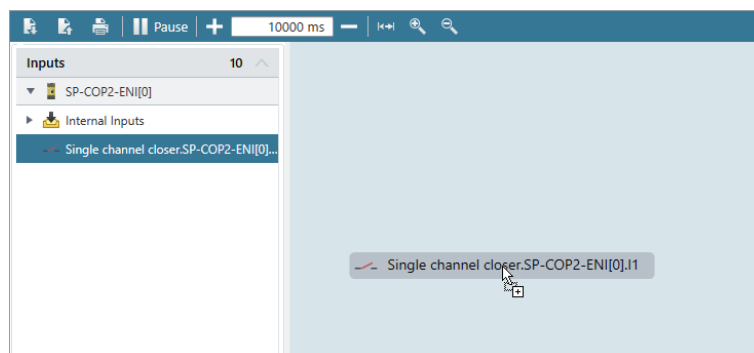 Pause 10000 ms
Inputs 10
SP-COP2-ENI[0]
Internal Inputs
Single channel closer.SP-COP2-ENI[0]...
Single channel closer.SP-COP2-ENI[0].I1